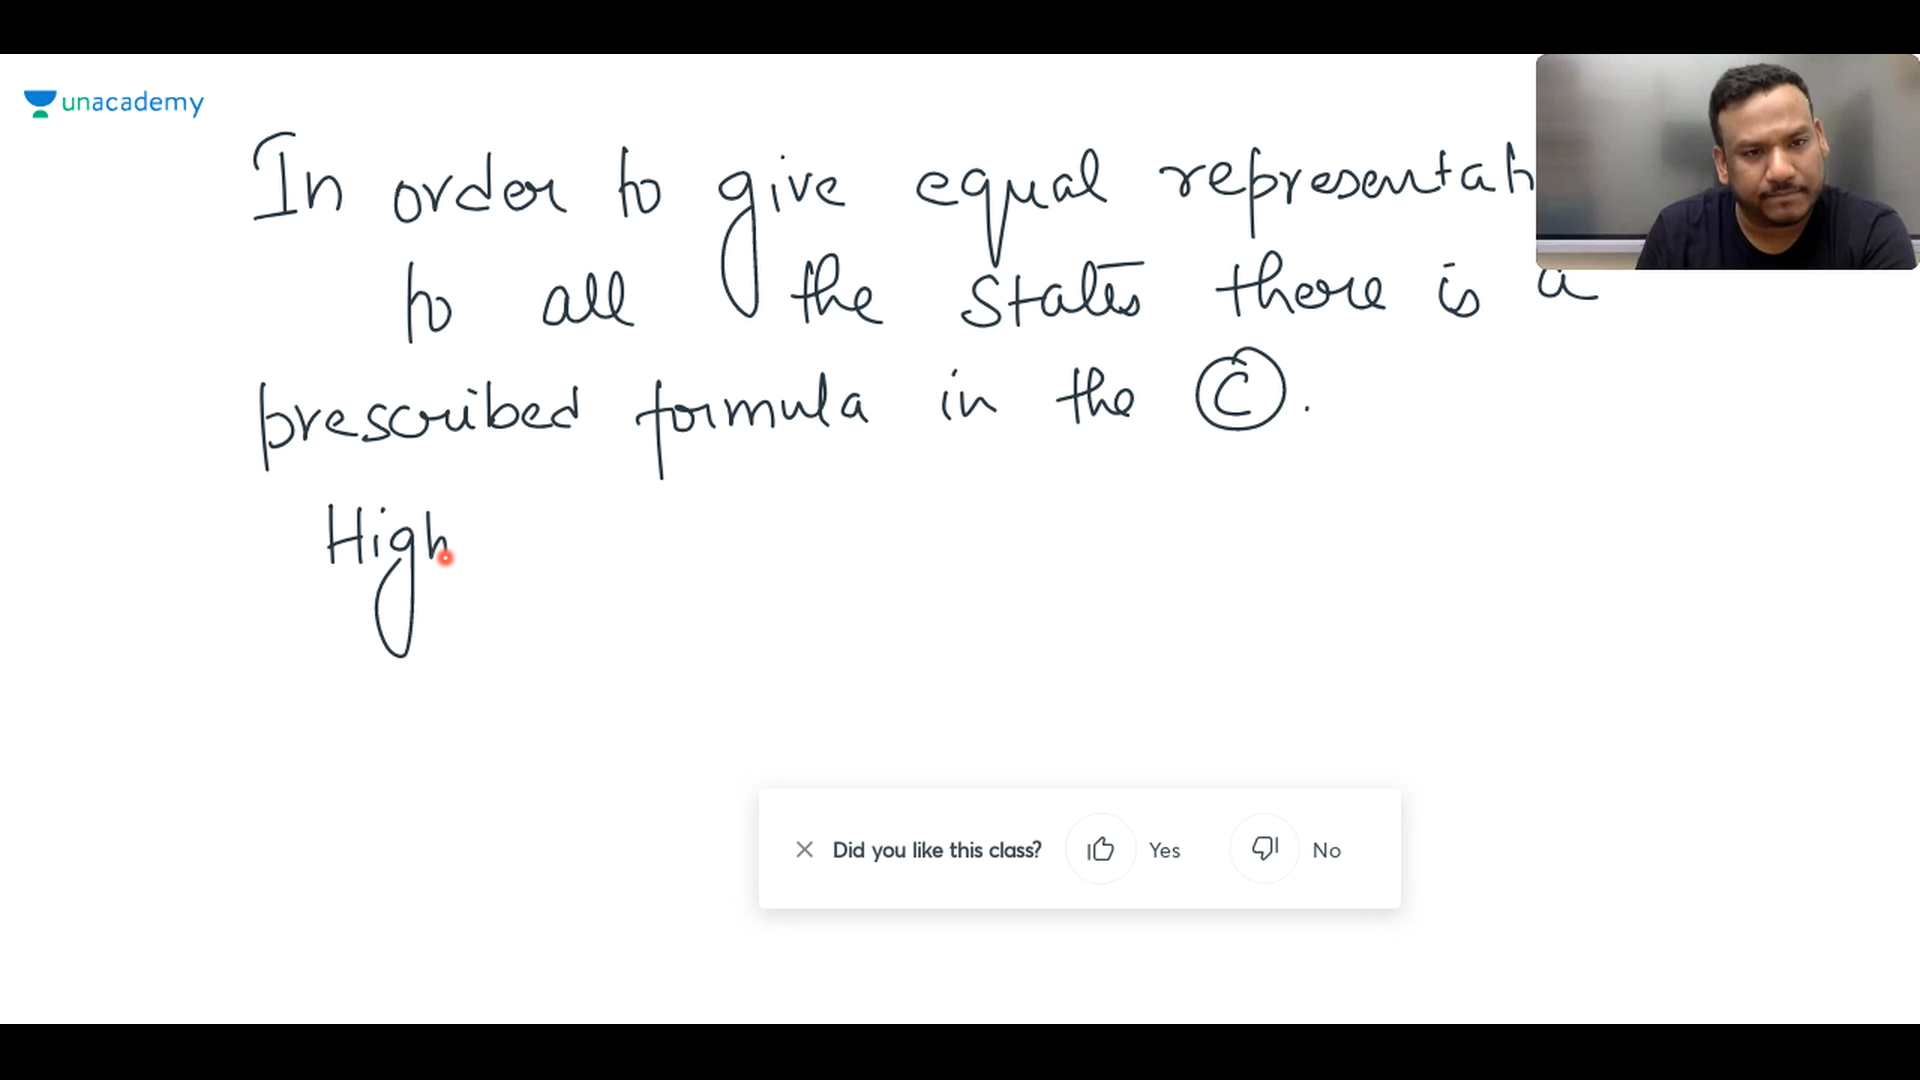 unacademy
In order to give equal
to all the states there is a
prescribed formula in the C.
High
Did you like this class? Yes No